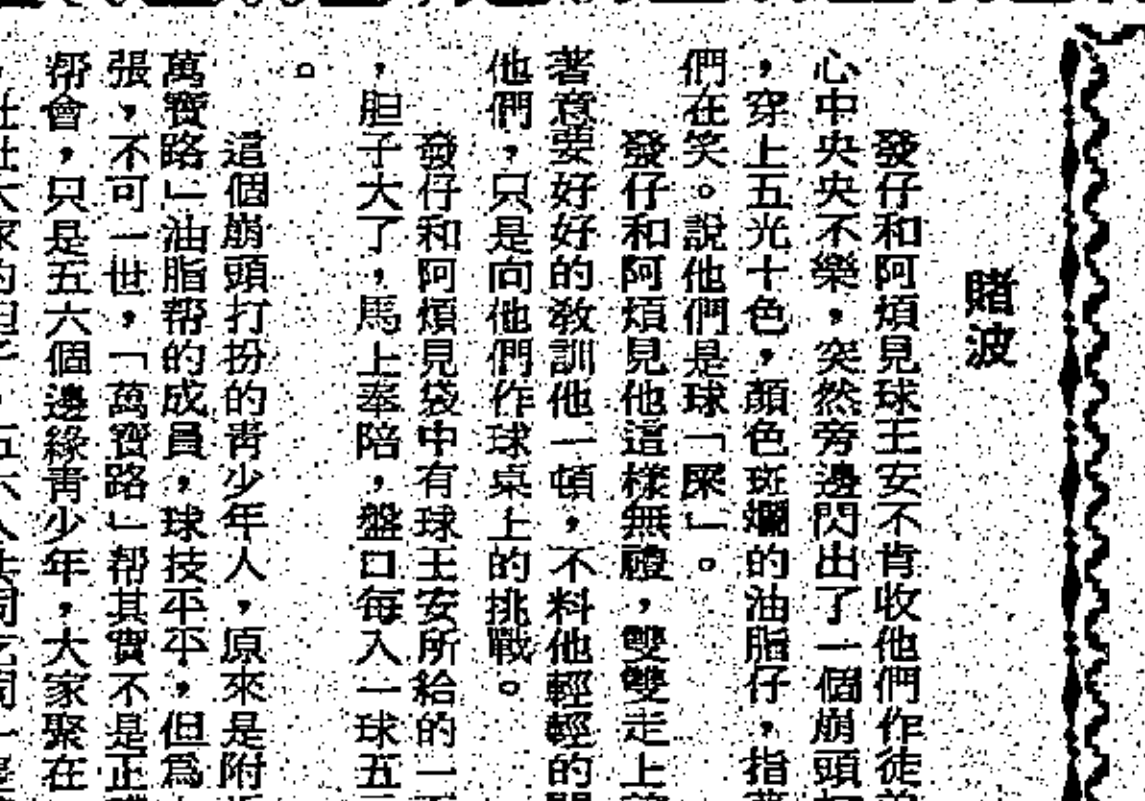 賭波
發仔和阿煩見球王安不肯收他們作徒
心中央央不樂，突然旁邊閃出了一個崩頭
，穿上五光十色，顏色斑斕的油脂仔，指
們在笑。說他們是球「屎」。
發仔和阿煩見他這樣無禮，雙雙走上
著意要好好的教訓他一頓，不料他輕輕的
他們，只是向他們作球桌上的挑戰。
發仔和阿煩見袋中有球王安所給的一
，胆子大了，馬上奉陪，盤口每入一球五
。
這個崩頭打扮的青少年人，原來是附
萬寶路」油脂幇的成員，球技平平，但爲
張，不可一世，「萬寶路」幇其實不是正
幇會，只是五六個邊緣青少年，大家聚在